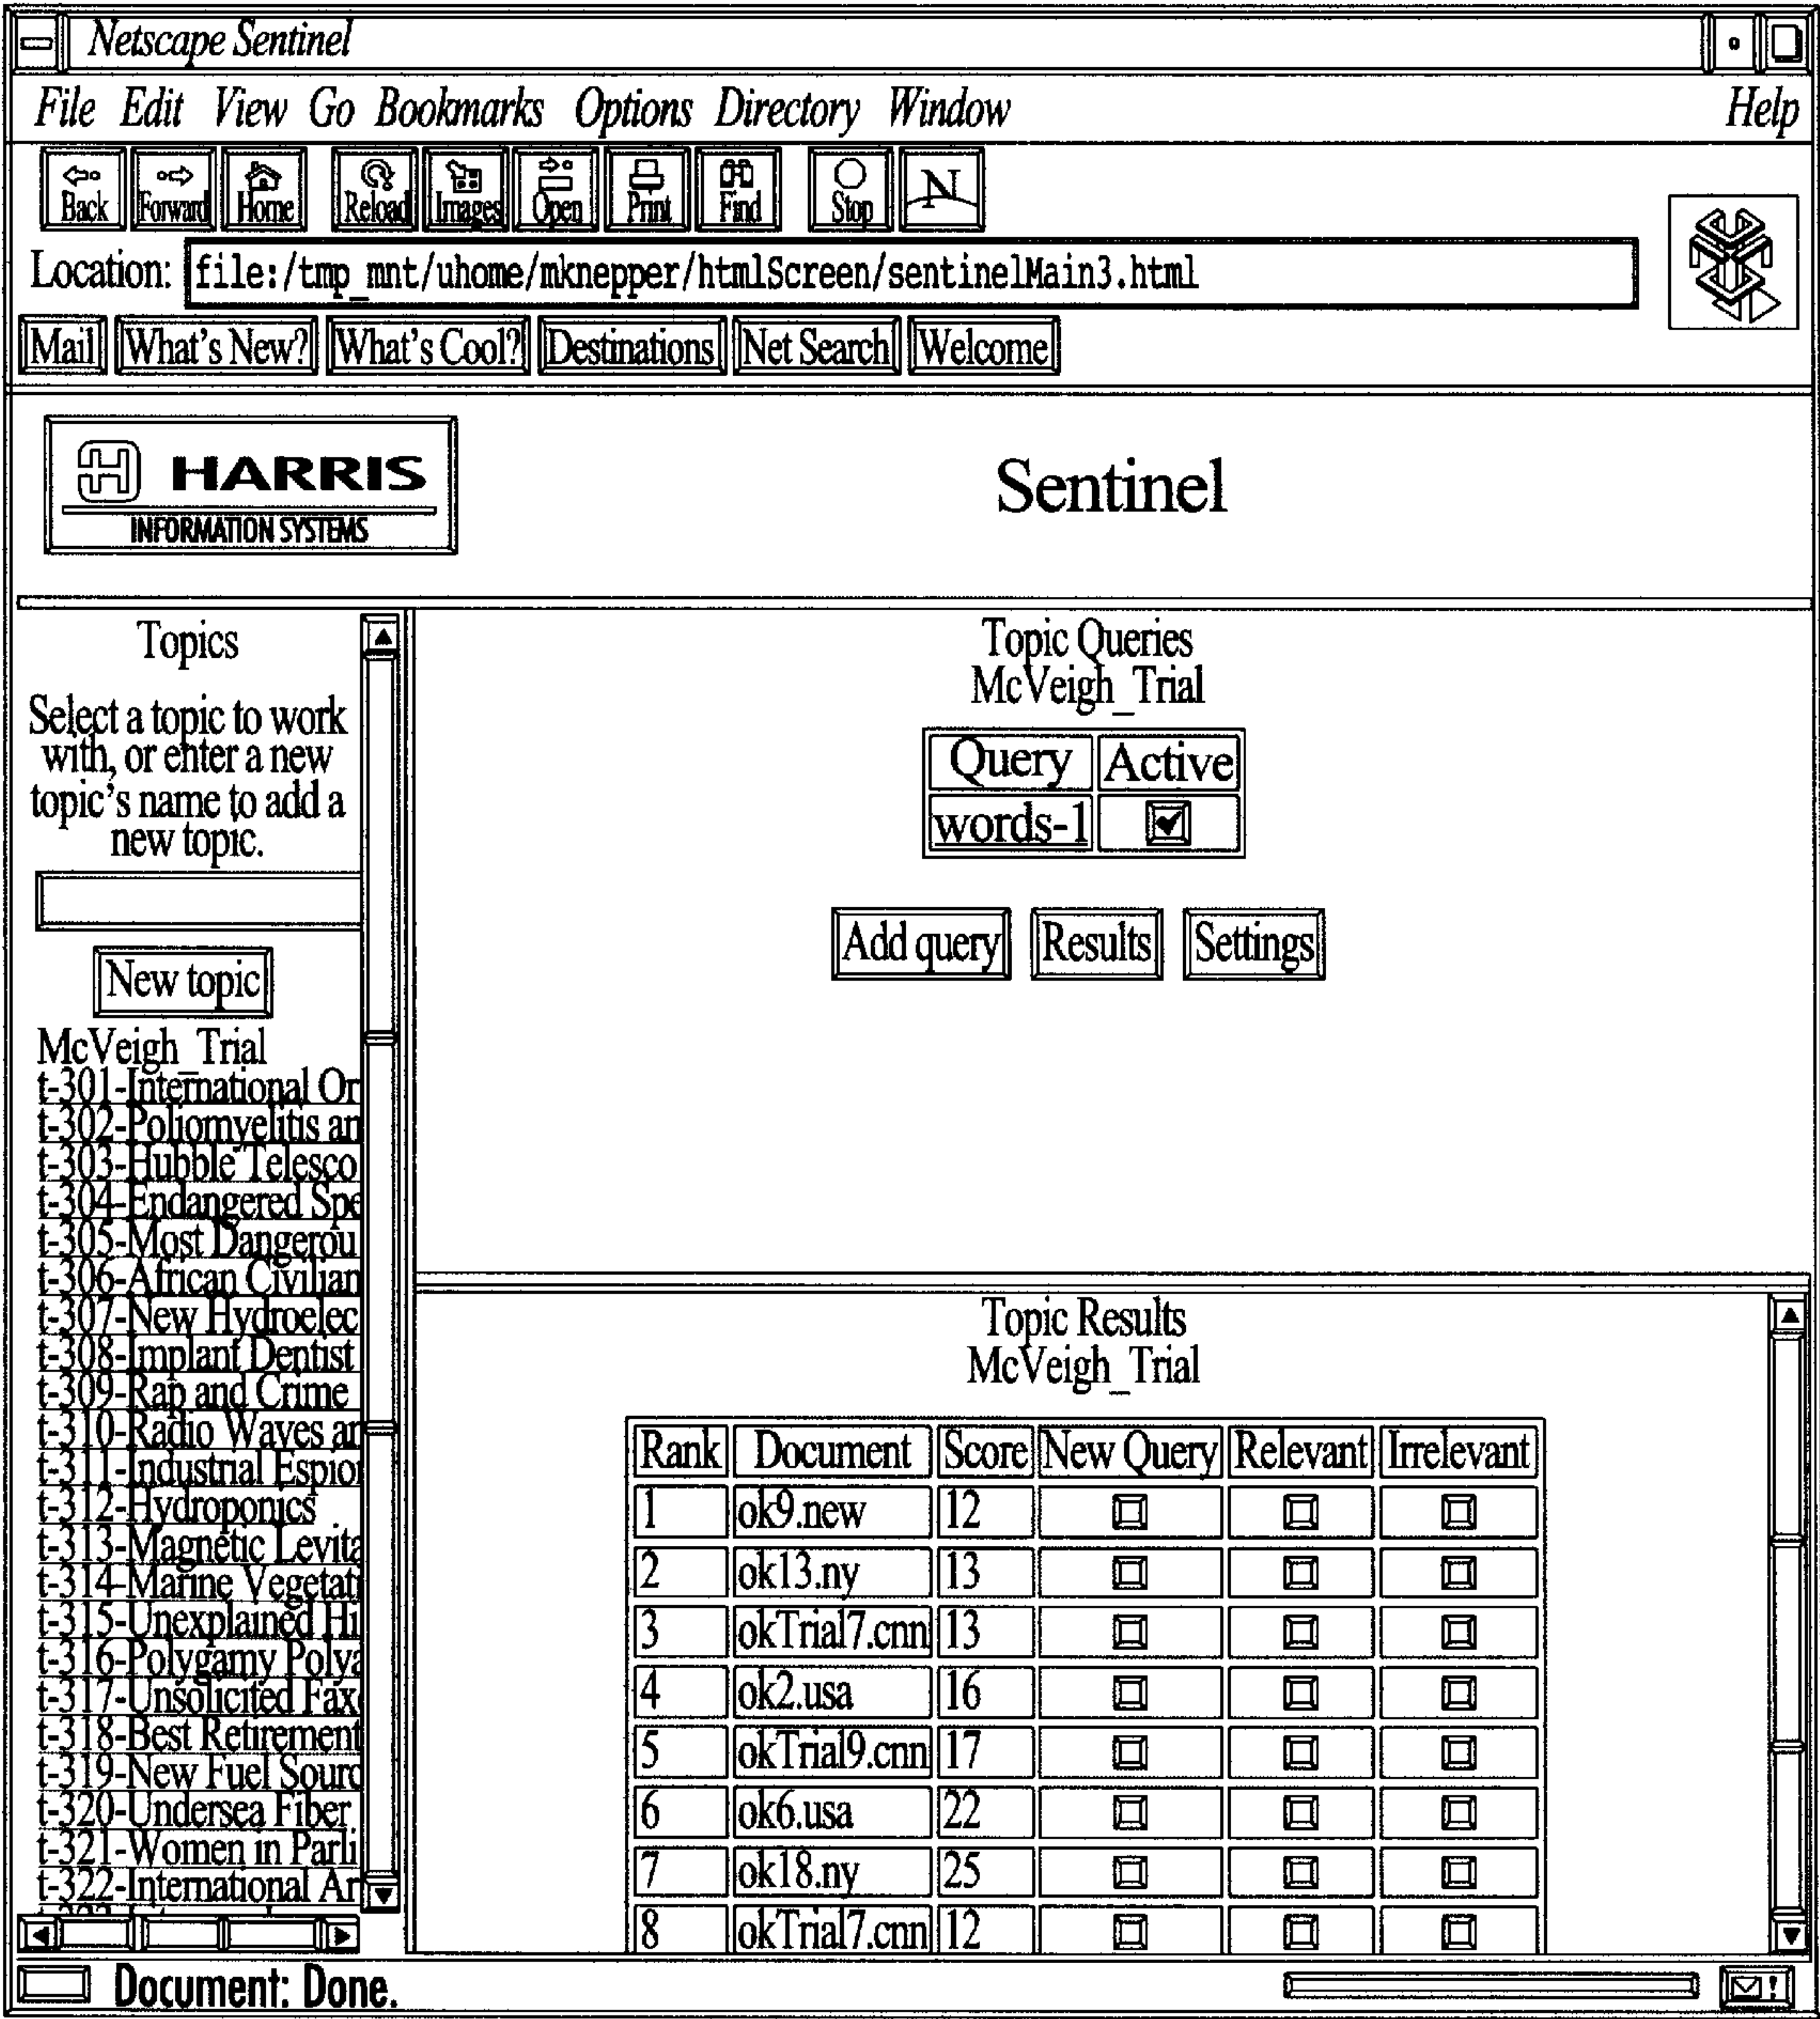 Netscape Sentinel
File Edit View Go Bookmarks Options Directory Window Help
Back Forward Home Reload Images Open Print Find Stop N
Location: file:/tmp_mnt/uhome/mknepper/htmlScreen/sentinelMain3.html
Mail What's New? What's Cool? Destinations Net Search Welcome
HARRIS
INFORMATION SYSTEMS
Sentinel
Topics
Select a topic to work
with, or enter a new
topic's name to add a
new topic.
New topic
McVeigh_Trial
t-301-International Or
t-302-Poliomyelitis an
t-303-Hubble Telesco
t-304-Endangered Spe
t-305-Most Dangerou
t-306-African Civilian
t-307-New Hydroelec
t-308-Implant Dentist
t-309-Rap and Crime
t-310-Radio Waves an
t-311-Industrial Espion
t-312-Hydroponics
t-313-Magnetic Levita
t-314-Marine Vegetati
t-315-Unexplained Hi
t-316-Polygamy Polya
t-317-Unsolicited Faxe
t-318-Best Retirement
t-319-New Fuel Sourc
t-320-Undersea Fiber
t-321-Women in Parli
t-322-International Ar
Topic Queries
McVeigh_Trial
Query Active
words-1
Add query Results Settings
Topic Results
McVeigh_Trial
Rank Document Score New Query Relevant Irrelevant
1 ok9.new 12
2 ok13.ny 13
3 okTrial7.cnn 13
4 ok2.usa 16
5 okTrial9.cnn 17
6 ok6.usa 22
7 ok18.ny 25
8 okTrial7.cnn 12
Document: Done.
!